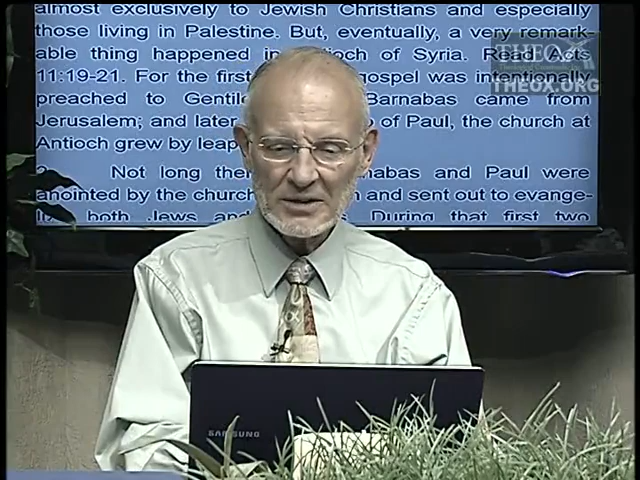 almost exclusively to Jewish Christians and especially
those living in Palestine. But, eventually, a very remark-
able thing happened in Antioch of Syria. Read Acts
11:19-21. For the first gospel was intentionally
preached to Gentil Barnabas came from
Jerusalem; and later of Paul, the church at
Antioch grew by leap
Not long the nabas and Paul were
anointed by the church and sent out to evange-
both Jews and During that first two
THEOX
THEOX.ORG
SAMSUNG